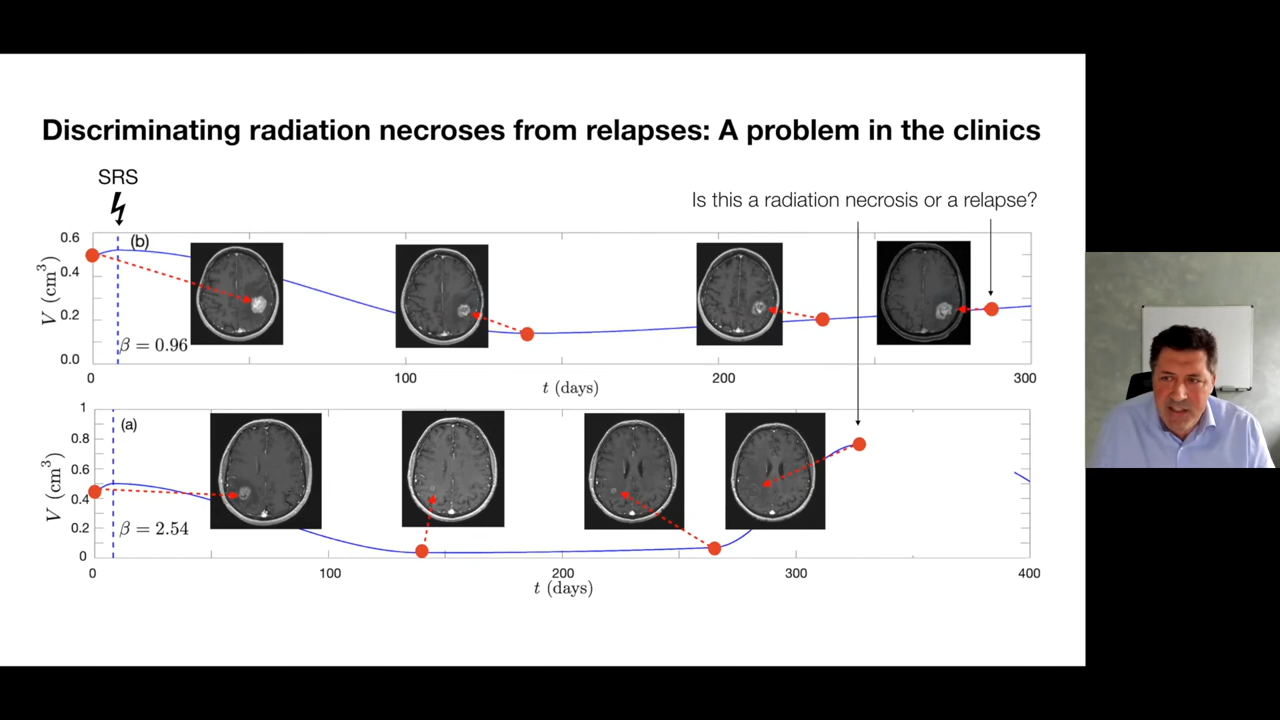 Discriminating radiation necroses from relapses: A problem in the clinics
SRS
Is this a radiation necrosis or a relapse?
(b)
0.6
0.4
0.2
0.0
V (cm³)
β = 0.96
0
100
200
300
t (days)
(a)
1
0.8
0.6
0.4
0.2
0
V (cm³)
β = 2.54
0
100
200
300
400
t (days)